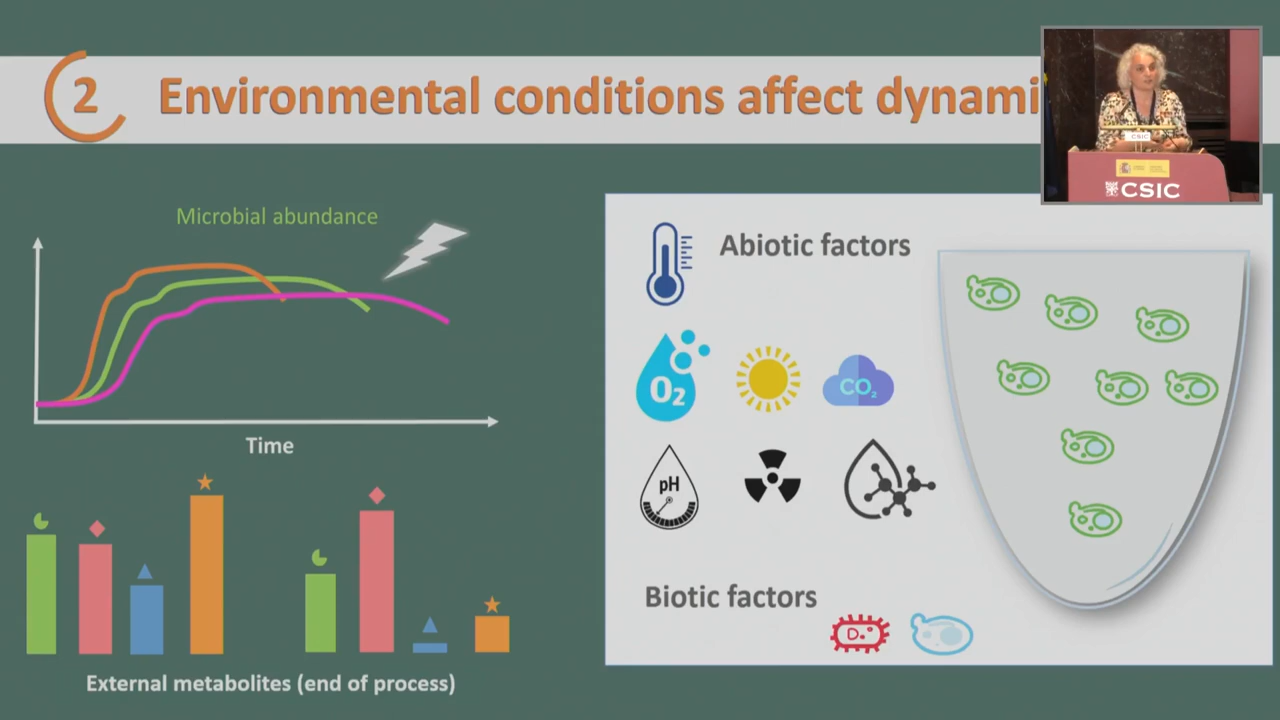 2
Environmental conditions affect dynami
CSIC
CSIC
Microbial abundance
Time
External metabolites (end of process)
Abiotic factors
O₂
CO₂
pH
Biotic factors